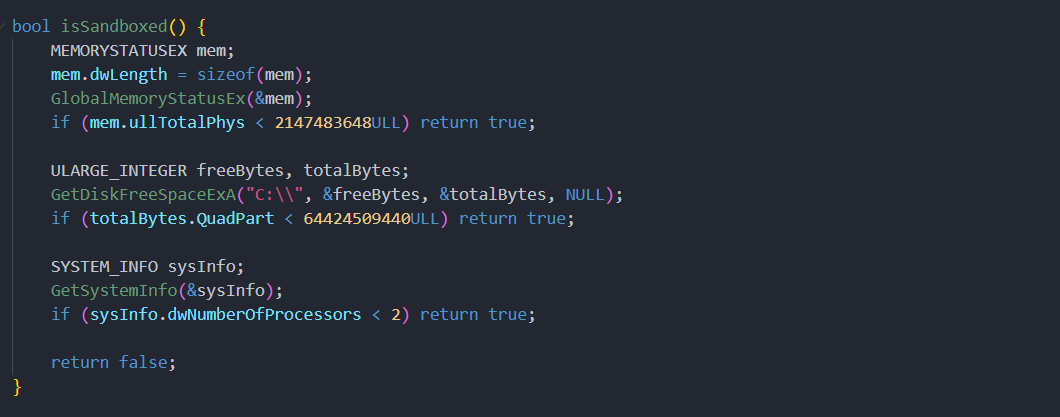 bool isSandboxed() {
    MEMORYSTATUSEX mem;
    mem.dwLength = sizeof(mem);
    GlobalMemoryStatusEx(&mem);
    if (mem.ullTotalPhys < 2147483648ULL) return true;

    ULARGE_INTEGER freeBytes, totalBytes;
    GetDiskFreeSpaceExA("C:\\", &freeBytes, &totalBytes, NULL);
    if (totalBytes.QuadPart < 64424509440ULL) return true;

    SYSTEM_INFO sysInfo;
    GetSystemInfo(&sysInfo);
    if (sysInfo.dwNumberOfProcessors < 2) return true;

    return false;
}